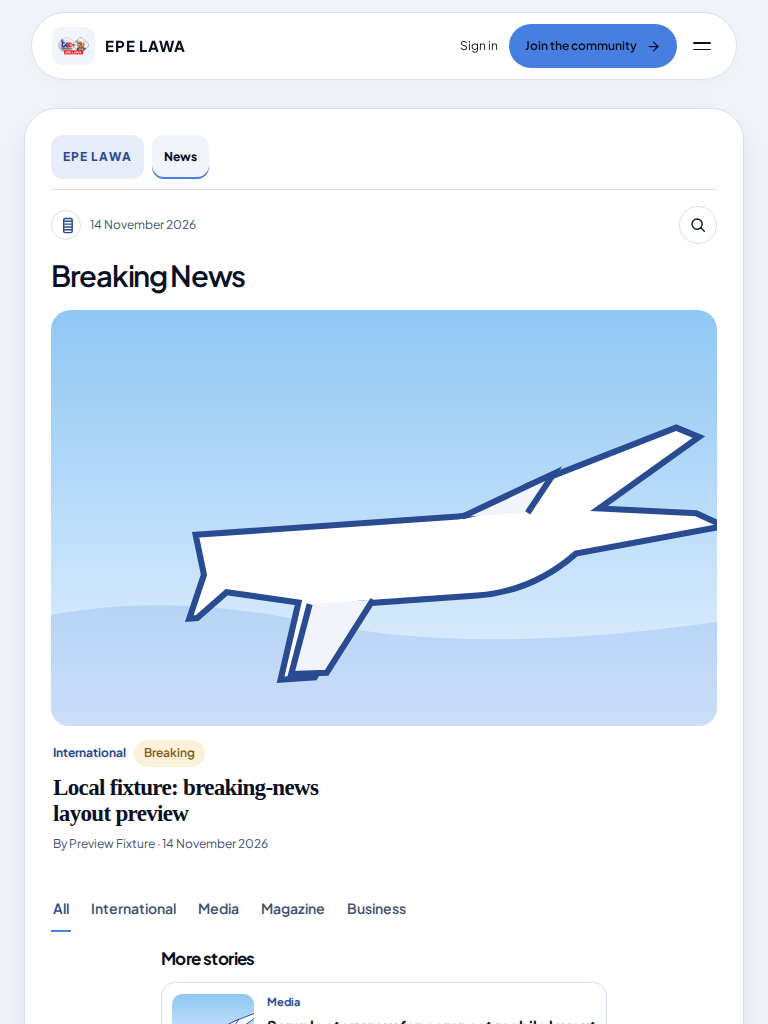 EPE LAWA
Sign in
Join the community
EPE LAWA
News
14 November 2026
Breaking News
International
Breaking
Local fixture: breaking-news
layout preview
By Preview Fixture · 14 November 2026
All
International
Media
Magazine
Business
More stories
Media